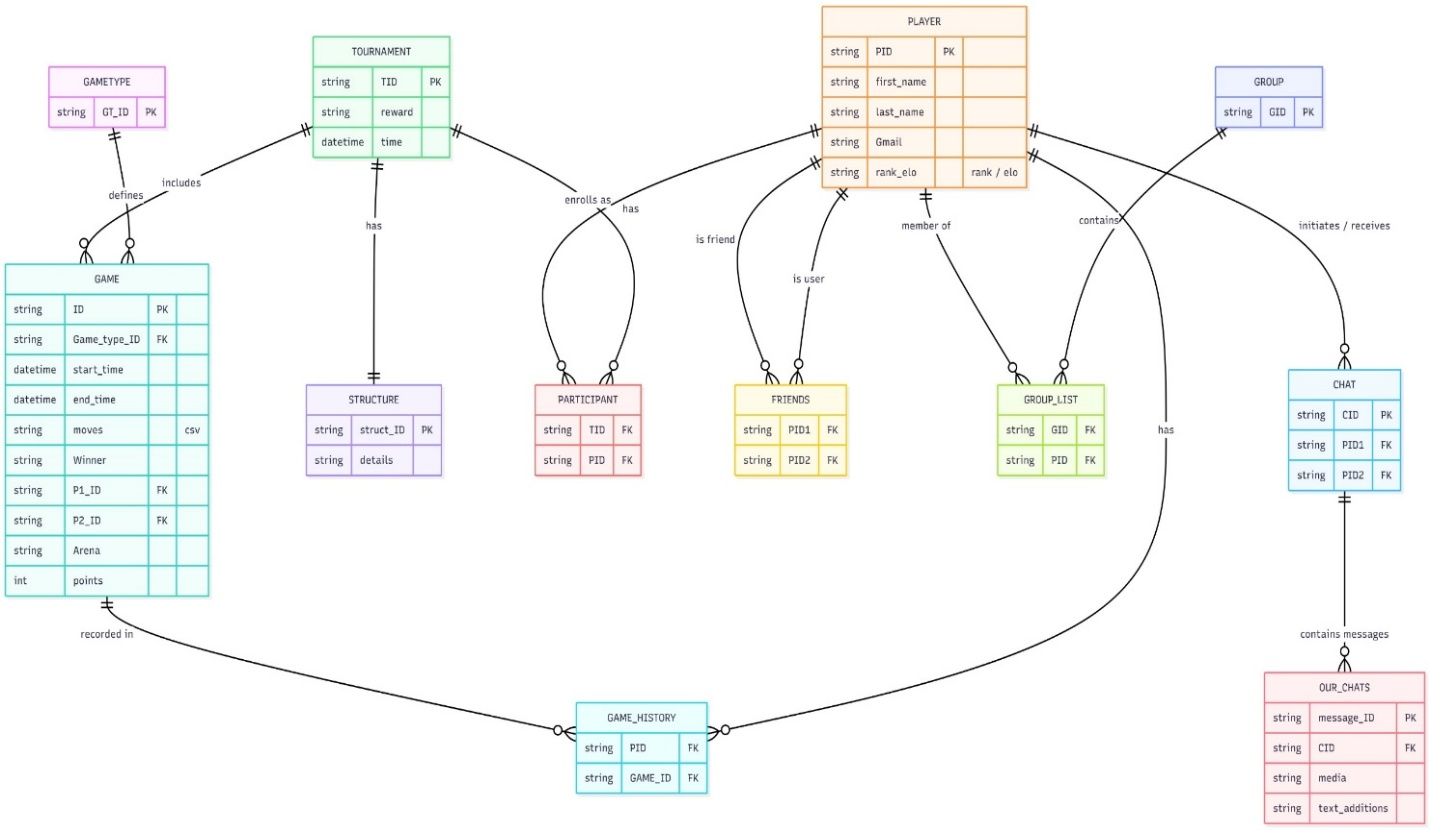 PLAYER
string PID PK
string first_name
string last_name
string Gmail
string rank_elo rank / elo
TOURNAMENT
string TID PK
string reward
datetime time
GAMETYPE
string GT_ID PK
GROUP
string GID PK
includes
defines
has
enrolls as
has
is friend
is user
member of
contains
initiates / receives
GAME
string ID PK
string Game_type_ID FK
datetime start_time
datetime end_time
string moves csv
string Winner
string P1_ID FK
string P2_ID FK
string Arena
int points
STRUCTURE
string struct_ID PK
string details
PARTICIPANT
string TID FK
string PID FK
FRIENDS
string PID1 FK
string PID2 FK
GROUP_LIST
string GID FK
string PID FK
has
CHAT
string CID PK
string PID1 FK
string PID2 FK
recorded in
contains messages
GAME_HISTORY
string PID FK
string GAME_ID FK
OUR_CHATS
string message_ID PK
string CID FK
string media
string text_additions